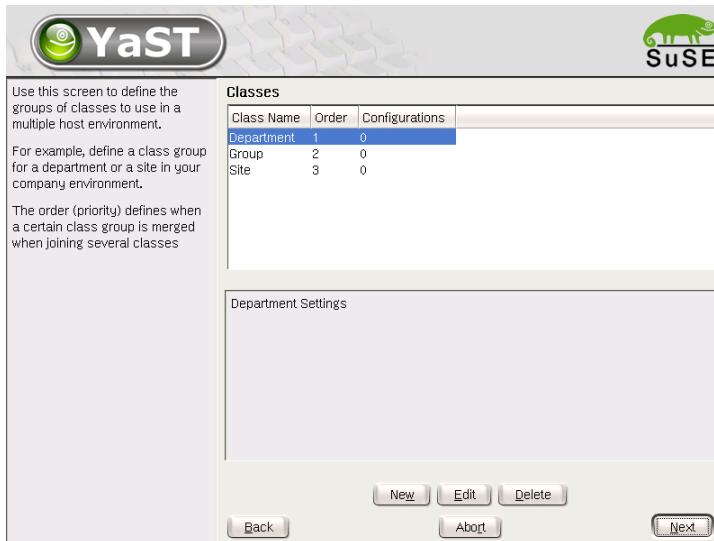 YaST
SuSE
Use this screen to define the
groups of classes to use in a
multiple host environment.
For example, define a class group
for a department or a site in your
company environment.
The order (priority) defines when
a certain class group is merged
when joining several classes
Classes
Class Name Order Configurations
Department 1 0
Group 2 0
Site 3 0
Department Settings
New Edit Delete
Back Abort Next